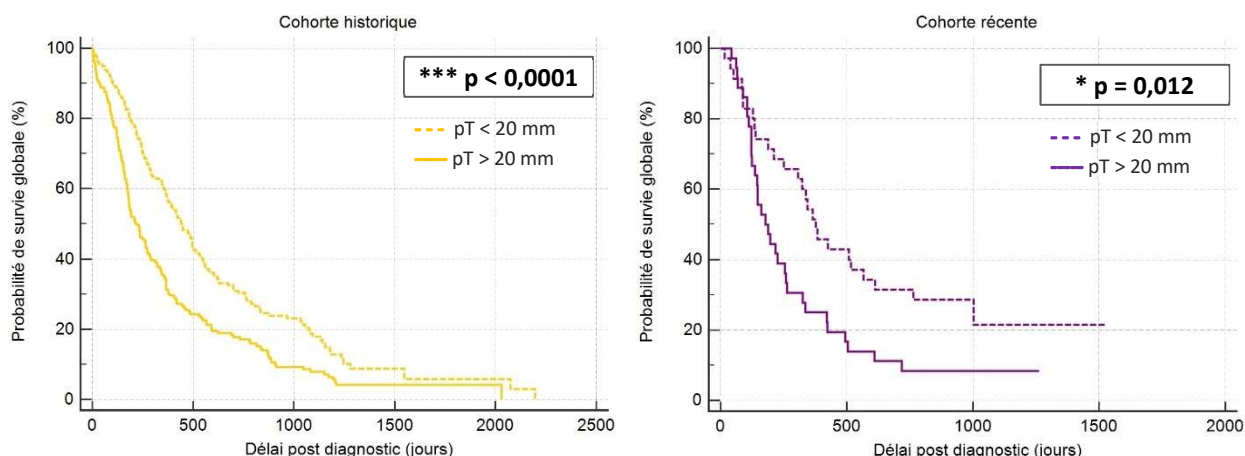 Cohorte historique
Probabilité de survie globale (%)
100
80
60
40
20
0
*** p < 0,0001
pT < 20 mm
pT > 20 mm
0 500 1000 1500 2000 2500
Délai post diagnostic (jours)
Cohorte récente
Probabilité de survie globale (%)
100
80
60
40
20
0
* p = 0,012
pT < 20 mm
pT > 20 mm
0 500 1000 1500 2000
Délai post diagnostic (jours)